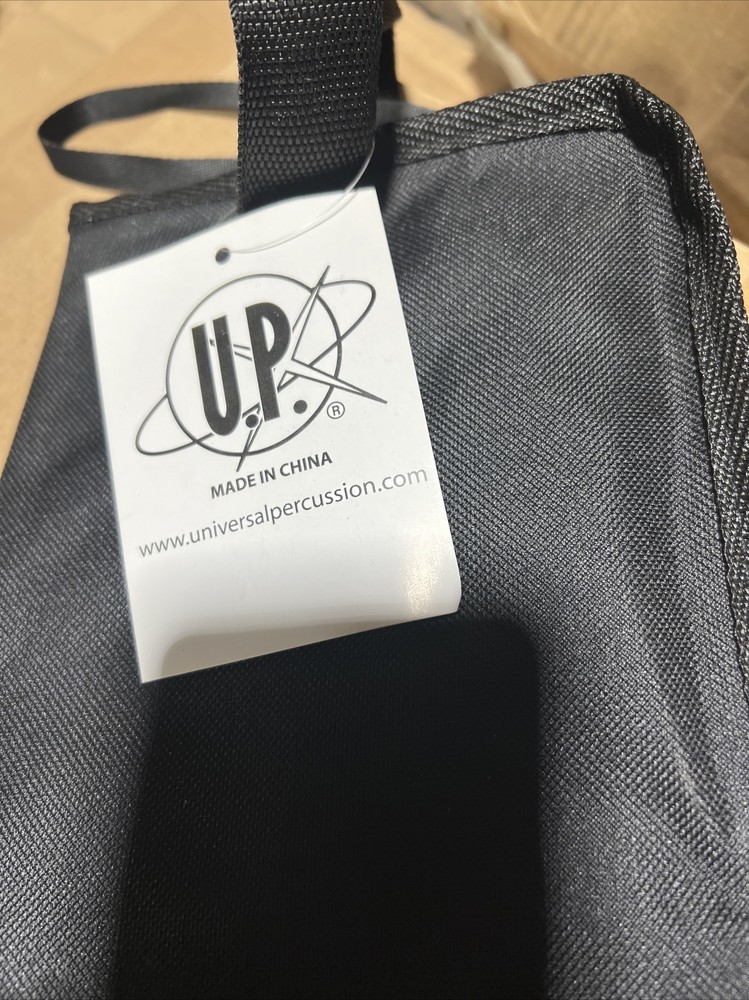 U.P.
®
MADE IN CHINA
www.universalpercussion.com